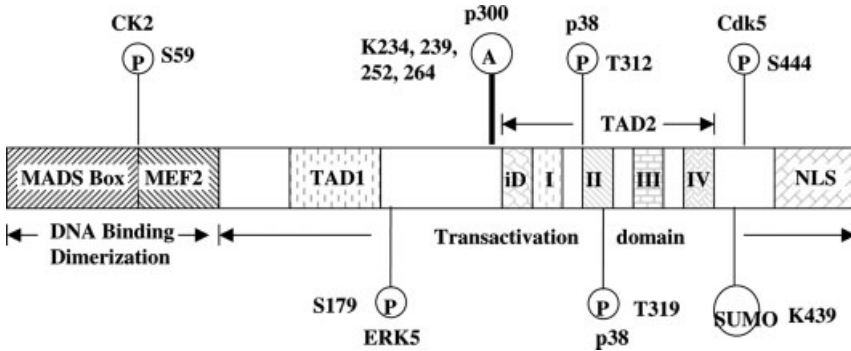 p300
CK2
p38
Cdk5
K234, 239,
252, 264
A
P
S59
P
T312
P
S444
TAD2
MADS Box
MEF2
TAD1
iD
I
II
III
IV
NLS
DNA Binding
Dimerization
Transactivation domain
S179
P
ERK5
P
T319
p38
SUMO
K439